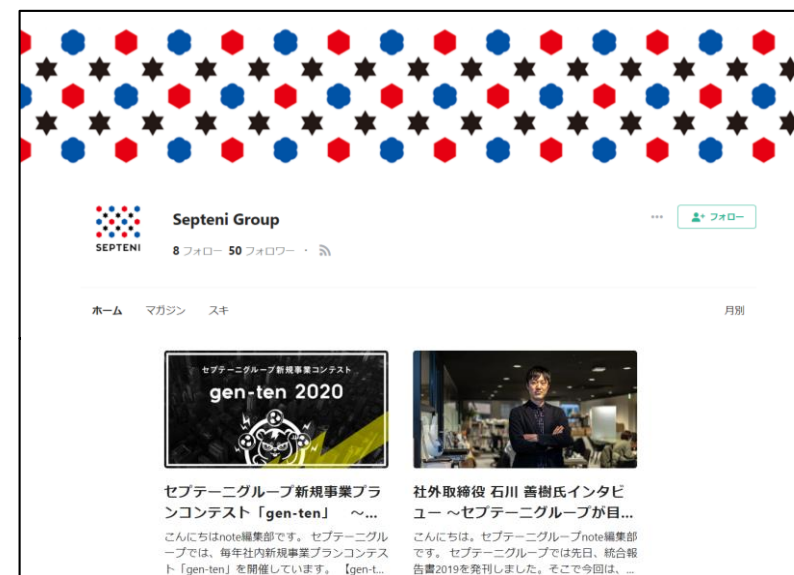 SEPTENI
Septeni Group
8 フォロー 50 フォロワー ・
フォロー
ホーム マガジン スキ 月別
セプテーニグループ新規事業コンテスト
gen-ten 2020
セプテーニグループ新規事業プラ
ンコンテスト「gen-ten」 〜...
こんにちはnote編集部です。 セプテーニグル
ープでは、毎年社内新規事業プランコンテス
ト「gen-ten」を開催しています。 【gen-t...
社外取締役 石川 善樹氏インタビ
ュー 〜セプテーニグループが目...
こんにちは。セプテーニグループnote編集部
です。 セプテーニグループでは先日、統合報
告書2019を発刊しました。そこで今回は、...